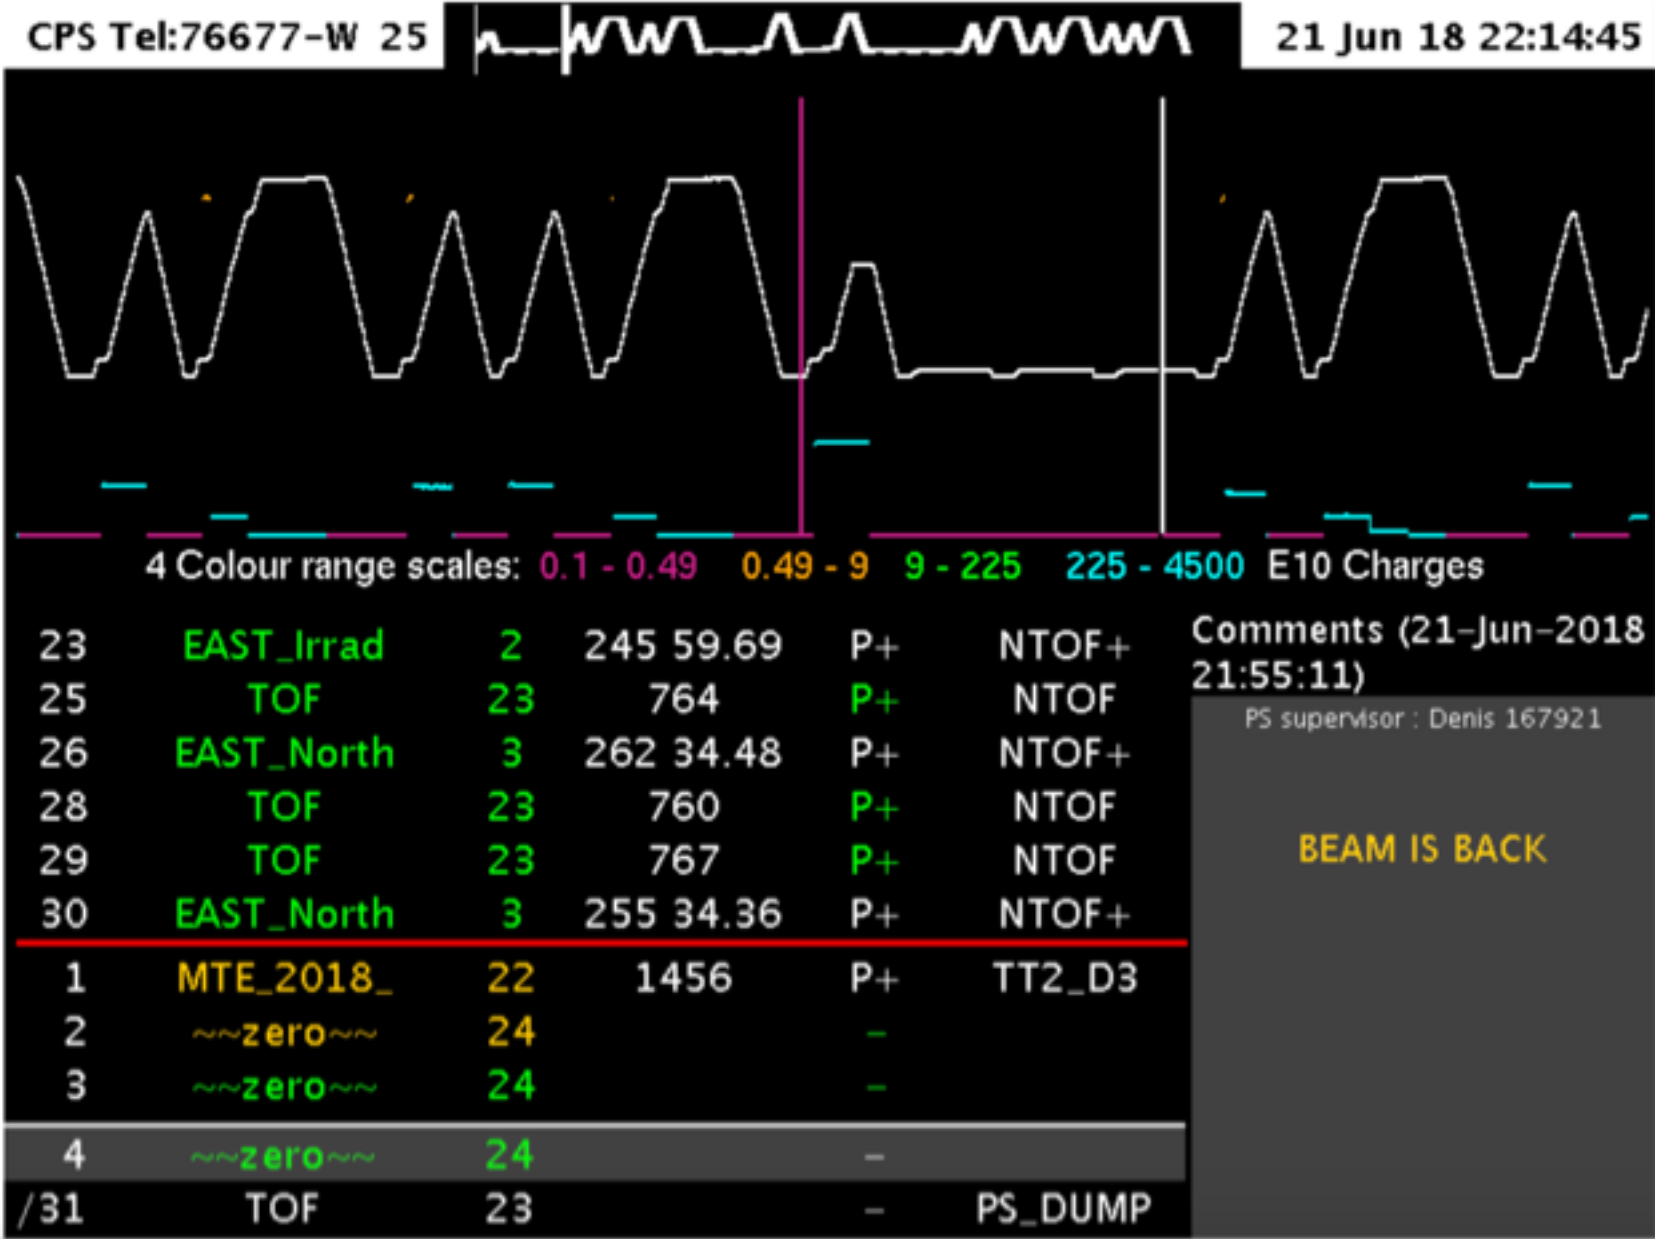 CPS Tel:76677-W 25
21 Jun 18 22:14:45
4 Colour range scales: 0.1 - 0.49 0.49 - 9 9 - 225 225 - 4500 E10 Charges
23 EAST_Irrad 2 245 59.69 P+ NTOF+
25 TOF 23 764 P+ NTOF
26 EAST_North 3 262 34.48 P+ NTOF+
28 TOF 23 760 P+ NTOF
29 TOF 23 767 P+ NTOF
30 EAST_North 3 255 34.36 P+ NTOF+
1 MTE_2018_ 22 1456 P+ TT2_D3
2 ~~zero~~ 24 -
3 ~~zero~~ 24 -
4 ~~zero~~ 24 -
/31 TOF 23 - PS_DUMP
Comments (21-Jun-2018
21:55:11)
PS supervisor : Denis 167921
BEAM IS BACK